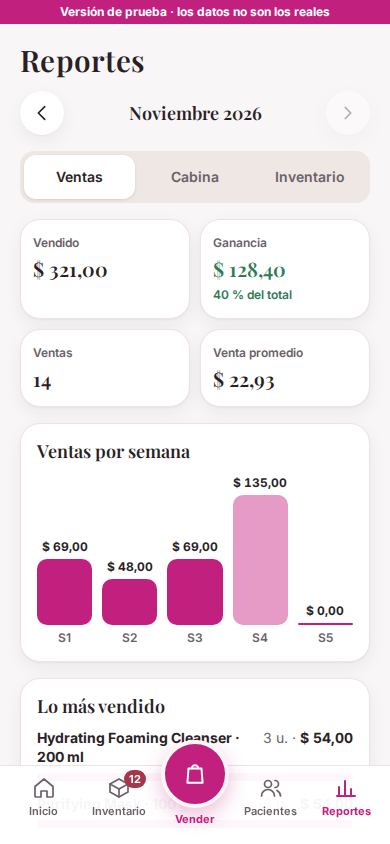 Versión de prueba · los datos no son los reales
Reportes
Noviembre 2026
Ventas
Cabina
Inventario
Vendido
$ 321,00
Ganancia
$ 128,40
40 % del total
Ventas
14
Venta promedio
$ 22,93
Ventas por semana
$ 69,00
$ 48,00
$ 69,00
$ 135,00
$ 0,00
S1
S2
S3
S4
S5
Lo más vendido
Hydrating Foaming Cleanser ·
200 ml
3 u. · $ 54,00
12
Inicio
Inventario
Vender
Pacientes
Reportes